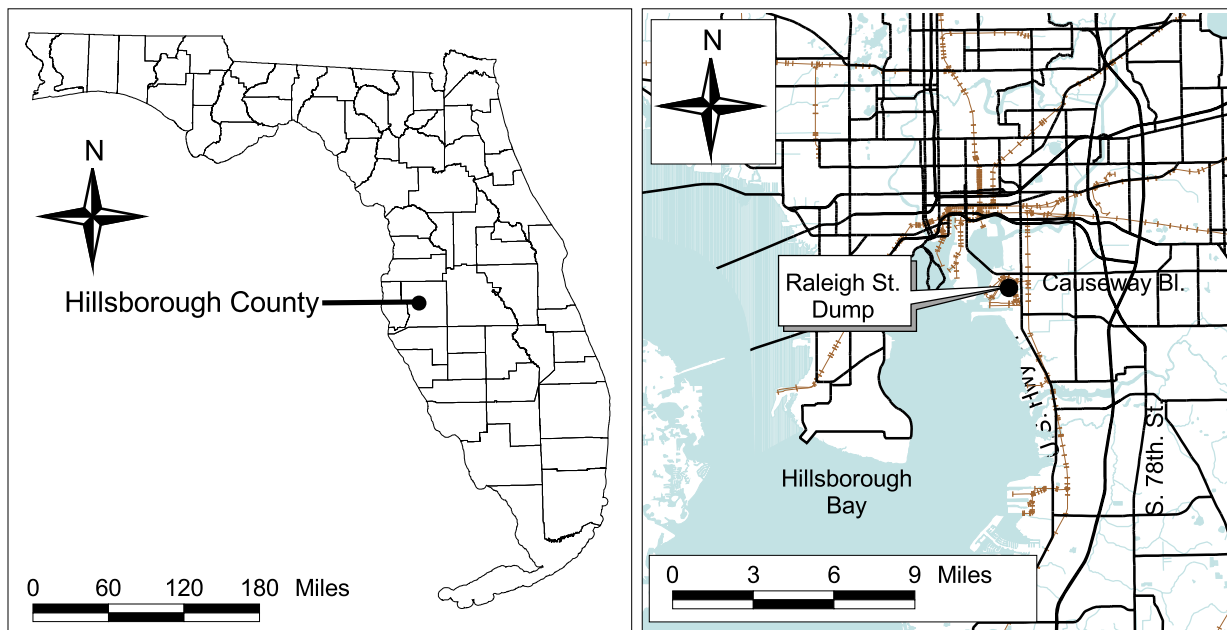 N
Hillsborough County
0 60 120 180 Miles
N
Raleigh St.
Dump
Causeway Bl.
U.S. Hwy
S. 78th. St.
Hillsborough
Bay
0 3 6 9 Miles